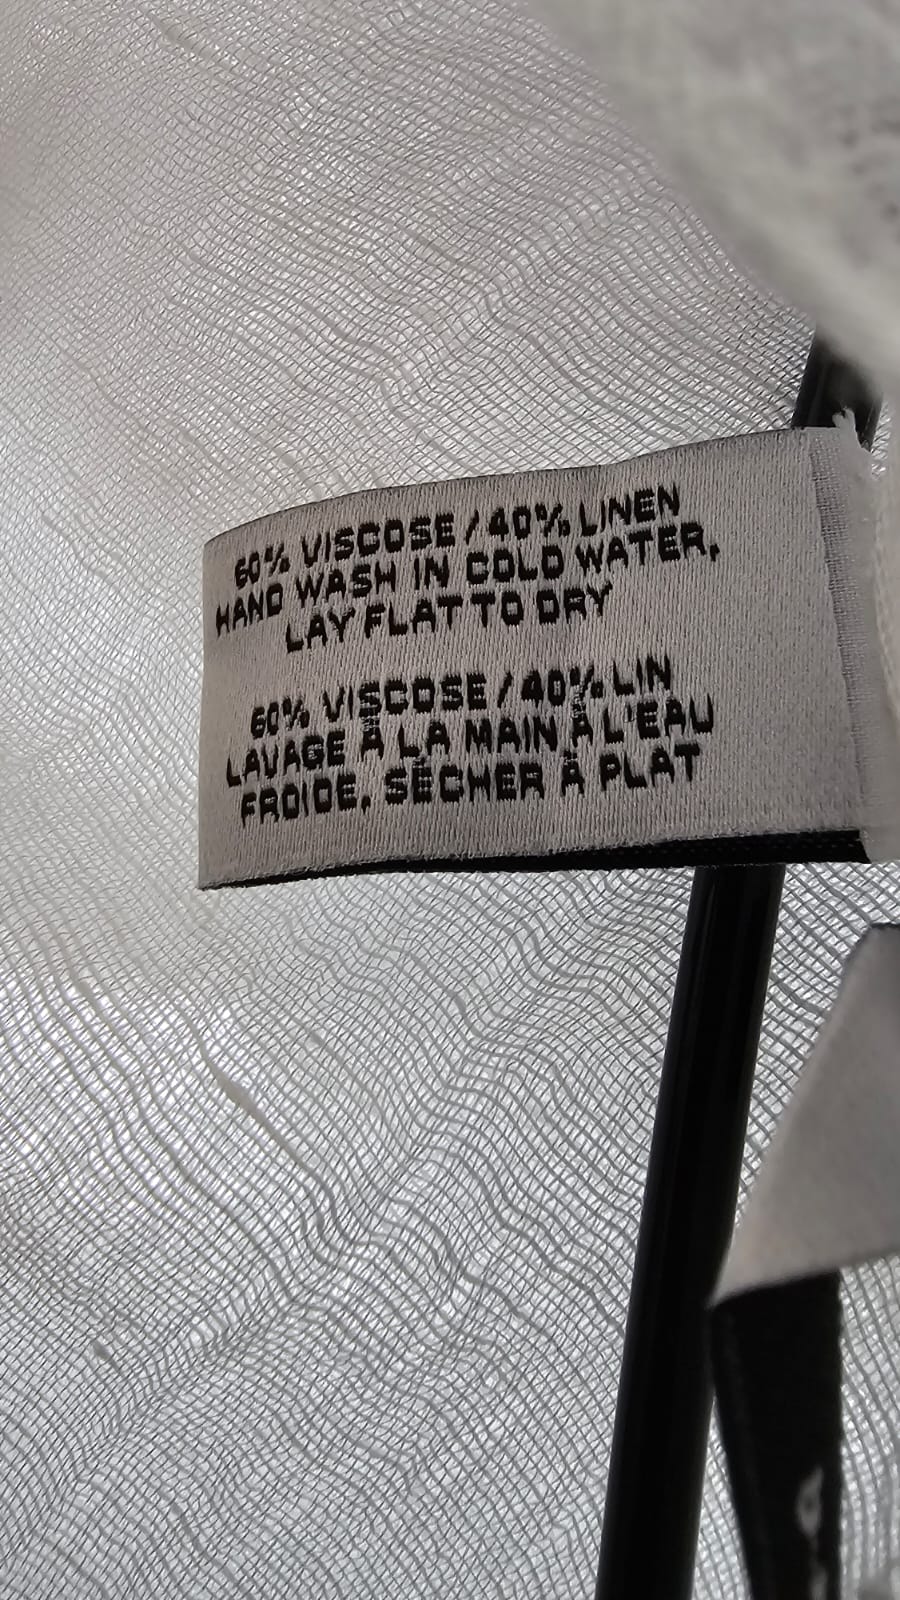 60% VISCOSE / 40% LINEN
HAND WASH IN COLD WATER,
LAY FLAT TO DRY
60% VISCOSE / 40% LIN
LAVAGE À LA MAIN À L'EAU
FROIDE, SÉCHER À PLAT